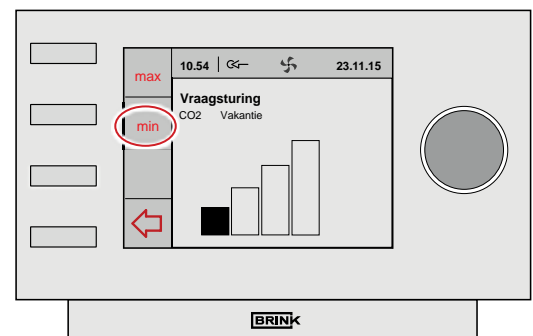 max
10.54 23.11.15
Vraagsturing
CO2 Vakantie
min
BRINK